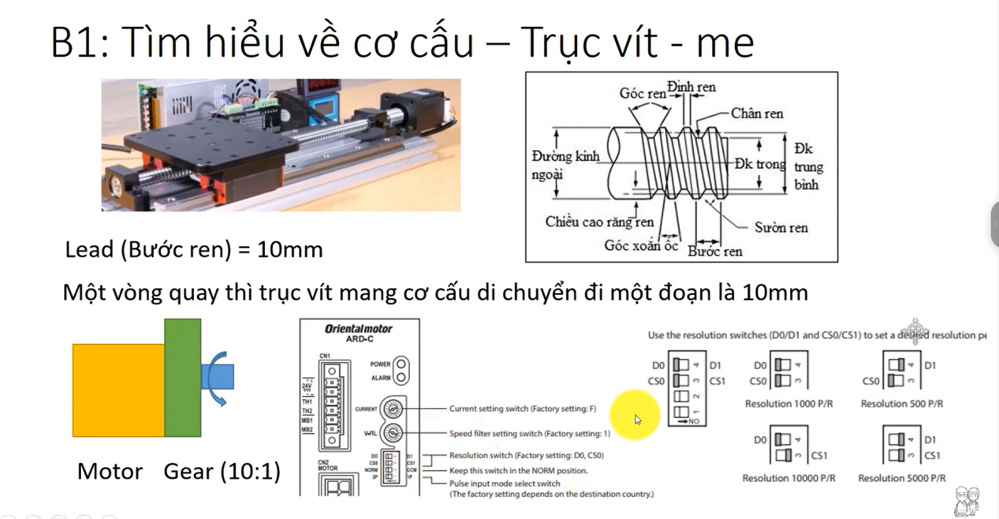 B1: Tìm hiểu về cơ cấu – Trục vít - me
Góc ren
Đỉnh ren
Chân ren
Đường kinh
ngoài
Đk trong
Đk
trung
bình
Chiều cao răng ren
Sườn ren
Góc xoắn ốc
Bước ren
Lead (Bước ren) = 10mm
Một vòng quay thì trục vít mang cơ cấu di chuyển đi một đoạn là 10mm
Motor
Gear (10:1)
Orientalmotor
ARD-C
CN1
POWER
ALARM
24V
TH1
TH2
MB1
MB2
CURRENT
V-FIL
D0
CS0
NORM
2P
D1
CS1
CCM
1P
CN2
MOTOR
Current setting switch (Factory setting: F)
Speed filter setting switch (Factory setting: 1)
Resolution switch (Factory setting: D0, CS0)
Keep this switch in the NORM position.
Pulse input mode select switch
(The factory setting depends on the destination country.)
Use the resolution switches (D0/D1 and CS0/CS1) to set a desired resolution pe
D0 4 D1
CS0 3 CS1
2
1
→NO
D0 4
CS0 3
Resolution 1000 P/R
4 D1
CS0 3
Resolution 500 P/R
D0 4
3 CS1
Resolution 10000 P/R
4 D1
3 CS1
Resolution 5000 P/R